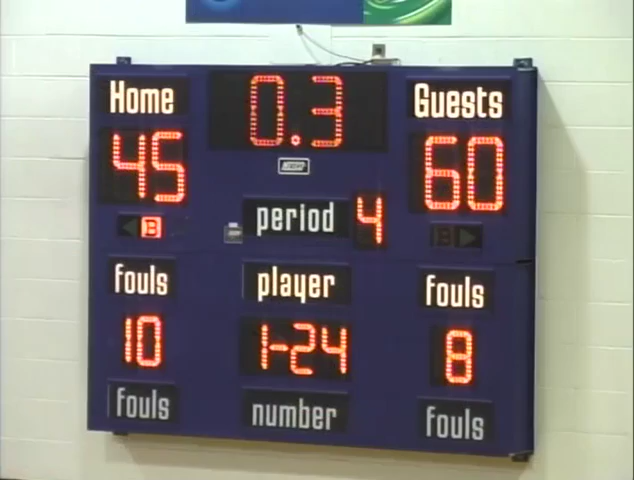 Home 0.3 Guests
45 60
B period 4 B
fouls player fouls
10 1-24 8
fouls number fouls